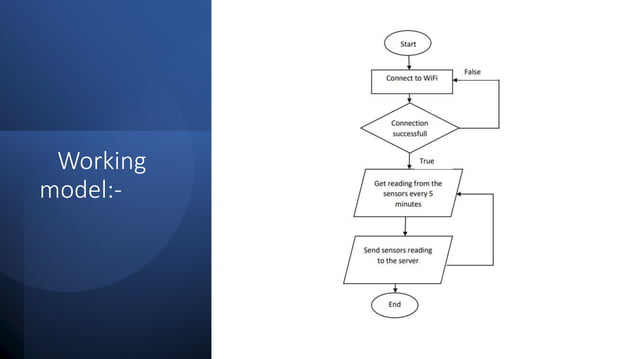 Working
model:-
Start
Connect to WiFi
False
Connection
successfull
True
Get reading from the
sensors every 5
minutes
Send sensors reading
to the server
End